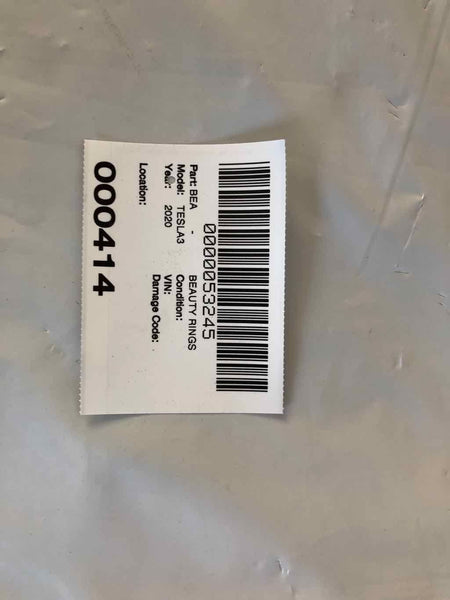 0000053245
Part: BEA - BEAUTY RINGS
Model: TESLA3 Condition:
Year: 2020 VIN:
Damage Code:
Location:
000414